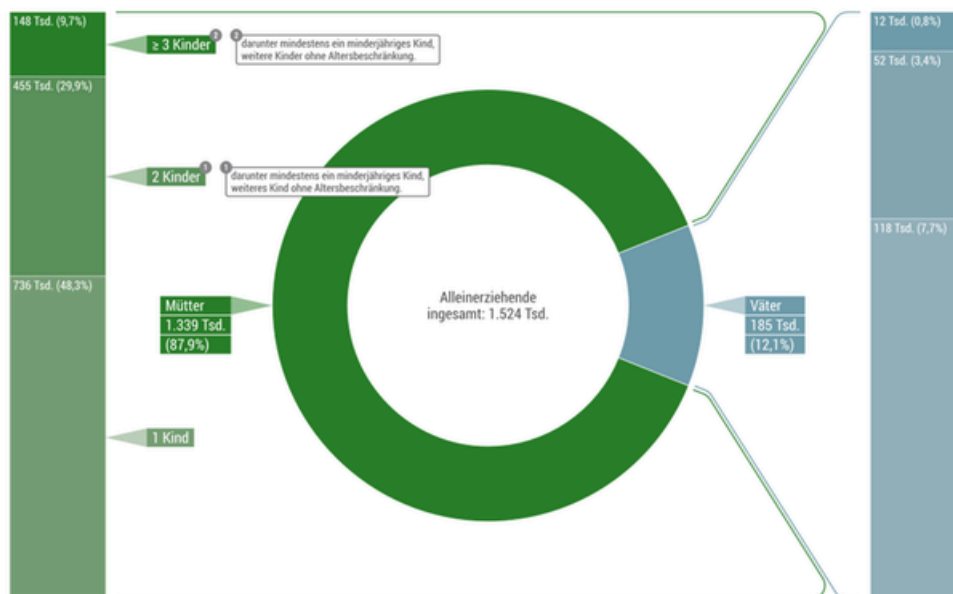 148 Tsd. (9,7%)
≥ 3 Kinder
2
2
darunter mindestens ein minderjähriges Kind,
weitere Kinder ohne Altersbeschränkung.
455 Tsd. (29,9%)
2 Kinder
1
1
darunter mindestens ein minderjähriges Kind,
weiteres Kind ohne Altersbeschränkung.
736 Tsd. (48,3%)
1 Kind
Mütter
1.339 Tsd.
(87,9%)
Alleinerziehende
ingesamt: 1.524 Tsd.
Väter
185 Tsd.
(12,1%)
12 Tsd. (0,8%)
52 Tsd. (3,4%)
118 Tsd. (7,7%)